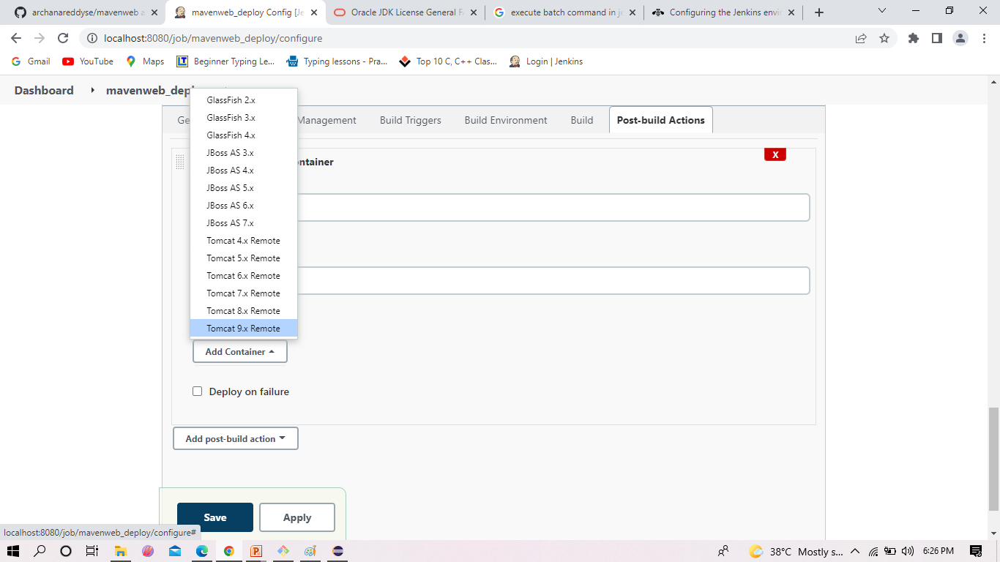 archanareddyse/mavenweb a
mavenweb_deploy Config [Je
Oracle JDK License General F
execute batch command in je
Configuring the Jenkins envi
localhost:8080/job/mavenweb_deploy/configure
Gmail
YouTube
Maps
Beginner Typing Le...
Typing lessons - Pra...
Top 10 C, C++ Clas...
Login | Jenkins
Dashboard
mavenweb_dep
Ge
Management
Build Triggers
Build Environment
Build
Post-build Actions
ontainer
X
GlassFish 2.x
GlassFish 3.x
GlassFish 4.x
JBoss AS 3.x
JBoss AS 4.x
JBoss AS 5.x
JBoss AS 6.x
JBoss AS 7.x
Tomcat 4.x Remote
Tomcat 5.x Remote
Tomcat 6.x Remote
Tomcat 7.x Remote
Tomcat 8.x Remote
Tomcat 9.x Remote
Add Container
Deploy on failure
Add post-build action
Save
Apply
localhost:8080/job/mavenweb_deploy/configure#
38°C Mostly s...
6:26 PM